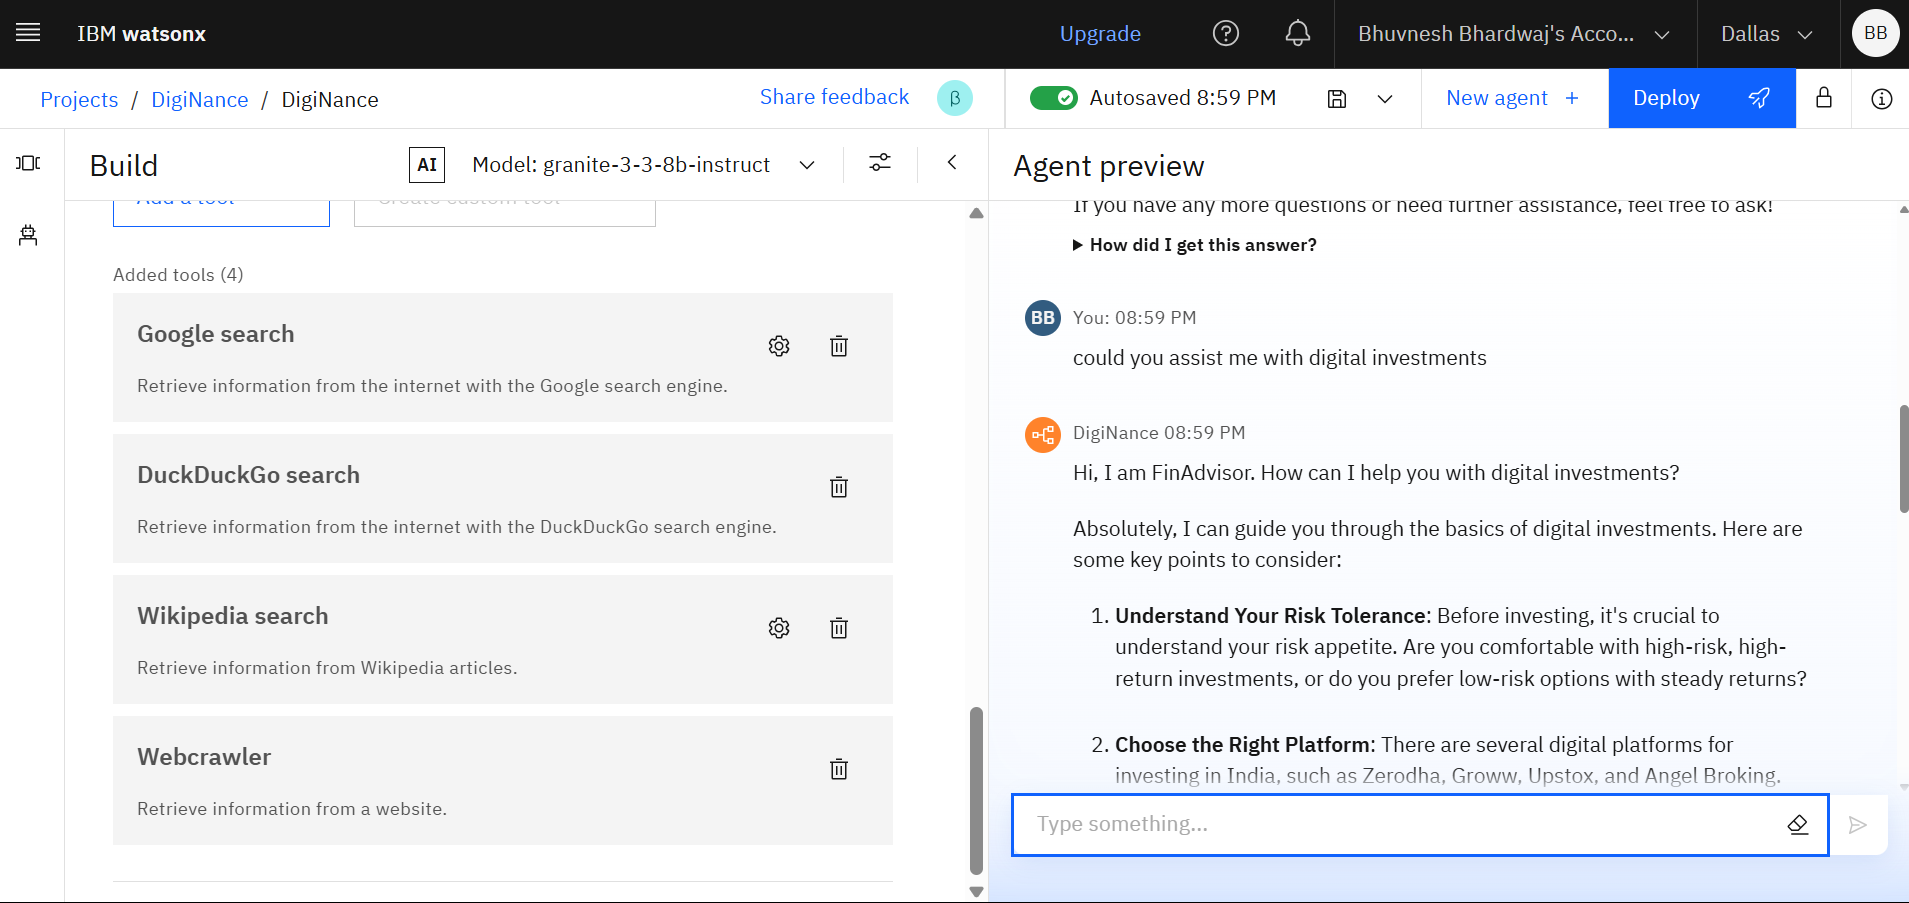 IBM watsonx
Upgrade
Bhuvnesh Bhardwaj's Acco...
Dallas
BB
Projects / DigiNance / DigiNance
Share feedback
β
Autosaved 8:59 PM
New agent +
Deploy
Build
AI
Model: granite-3-3-8b-instruct
Agent preview
Add a tool
Create custom tool
Added tools (4)
Google search
Retrieve information from the internet with the Google search engine.
DuckDuckGo search
Retrieve information from the internet with the DuckDuckGo search engine.
Wikipedia search
Retrieve information from Wikipedia articles.
Webcrawler
Retrieve information from a website.
If you have any more questions or need further assistance, feel free to ask!
How did I get this answer?
BB
You: 08:59 PM
could you assist me with digital investments
DigiNance 08:59 PM
Hi, I am FinAdvisor. How can I help you with digital investments?
Absolutely, I can guide you through the basics of digital investments. Here are
some key points to consider:
1. Understand Your Risk Tolerance: Before investing, it's crucial to
understand your risk appetite. Are you comfortable with high-risk, high-
return investments, or do you prefer low-risk options with steady returns?
2. Choose the Right Platform: There are several digital platforms for
investing in India, such as Zerodha, Groww, Upstox, and Angel Broking.
Type something...